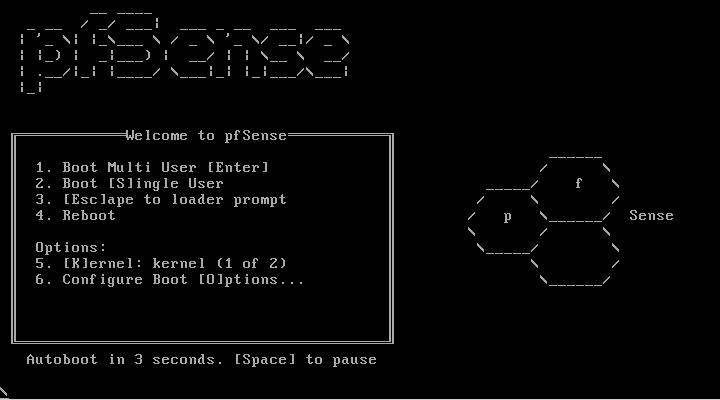 pfSense
Welcome to pfSense
1. Boot Multi User [Enter]
2. Boot [S]ingle User
3. [Esc]ape to loader prompt
4. Reboot
Options:
5. [K]ernel: kernel (1 of 2)
6. Configure Boot [O]ptions...
f
p
Sense
Autoboot in 3 seconds. [Space] to pause